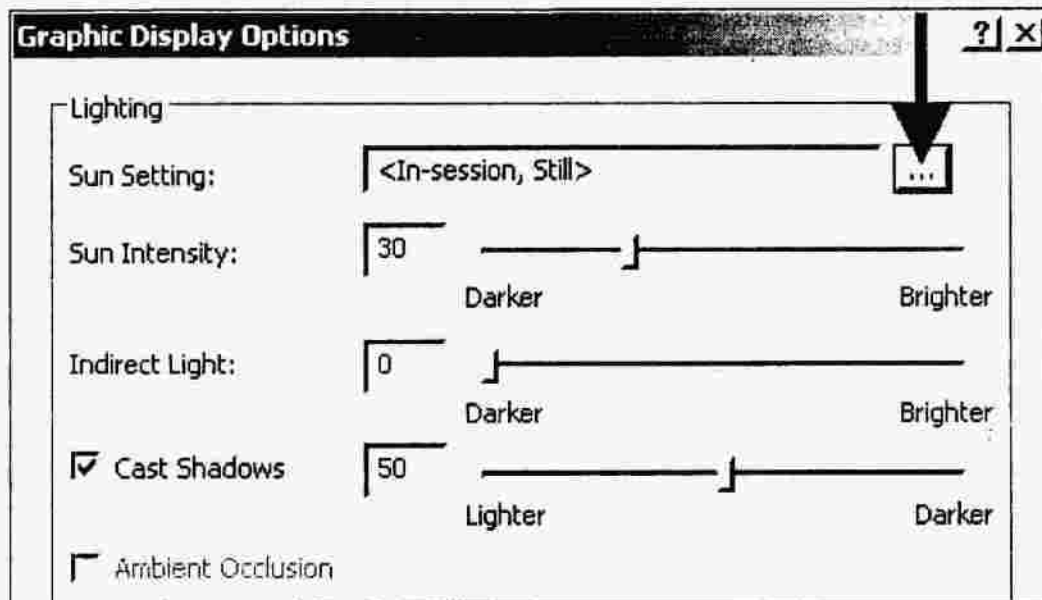 Graphic Display Options ? ×
Lighting
Sun Setting: <In-session, Still> ...
Sun Intensity: 30
Darker Brighter
Indirect Light: 0
Darker Brighter
Cast Shadows 50
Lighter Darker
Ambient Occlusion